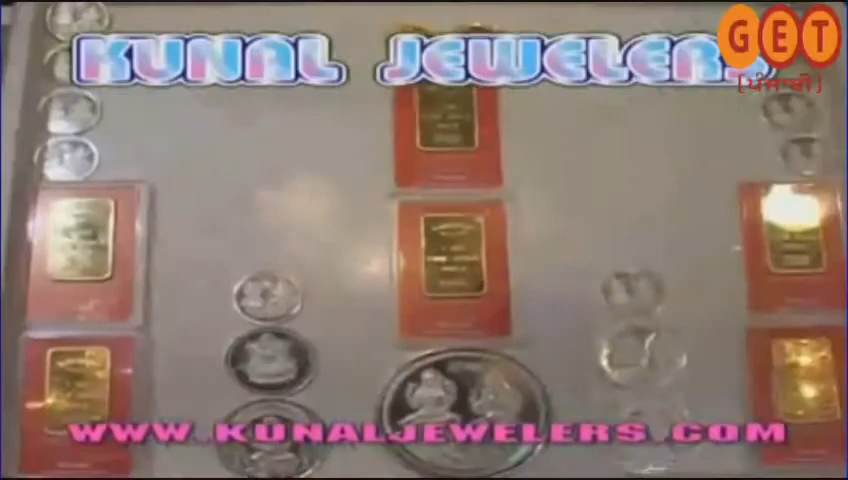 KUNAL JEWELERS
GET
[ਪੰਜਾਬੀ]
WWW.KUNALJEWELERS.COM